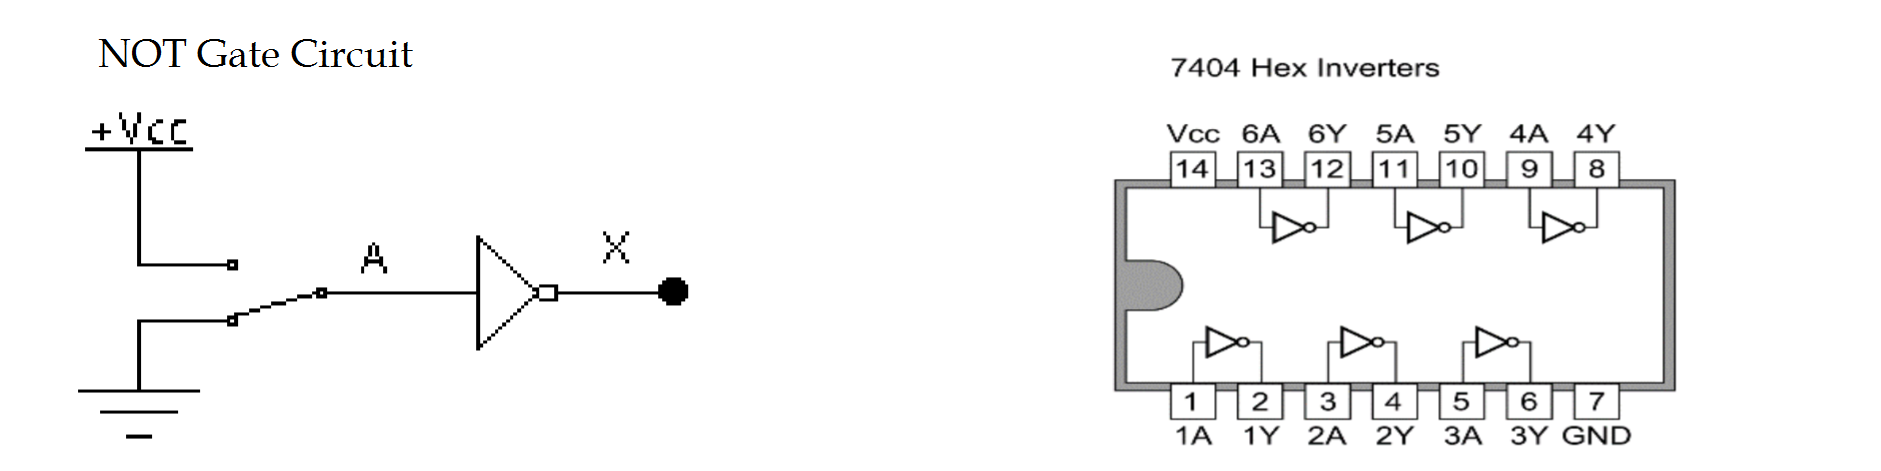 NOT Gate Circuit
+Vcc
A
X
7404 Hex Inverters
Vcc 6A 6Y 5A 5Y 4A 4Y
14 13 12 11 10 9 8
1 2 3 4 5 6 7
1A 1Y 2A 2Y 3A 3Y GND